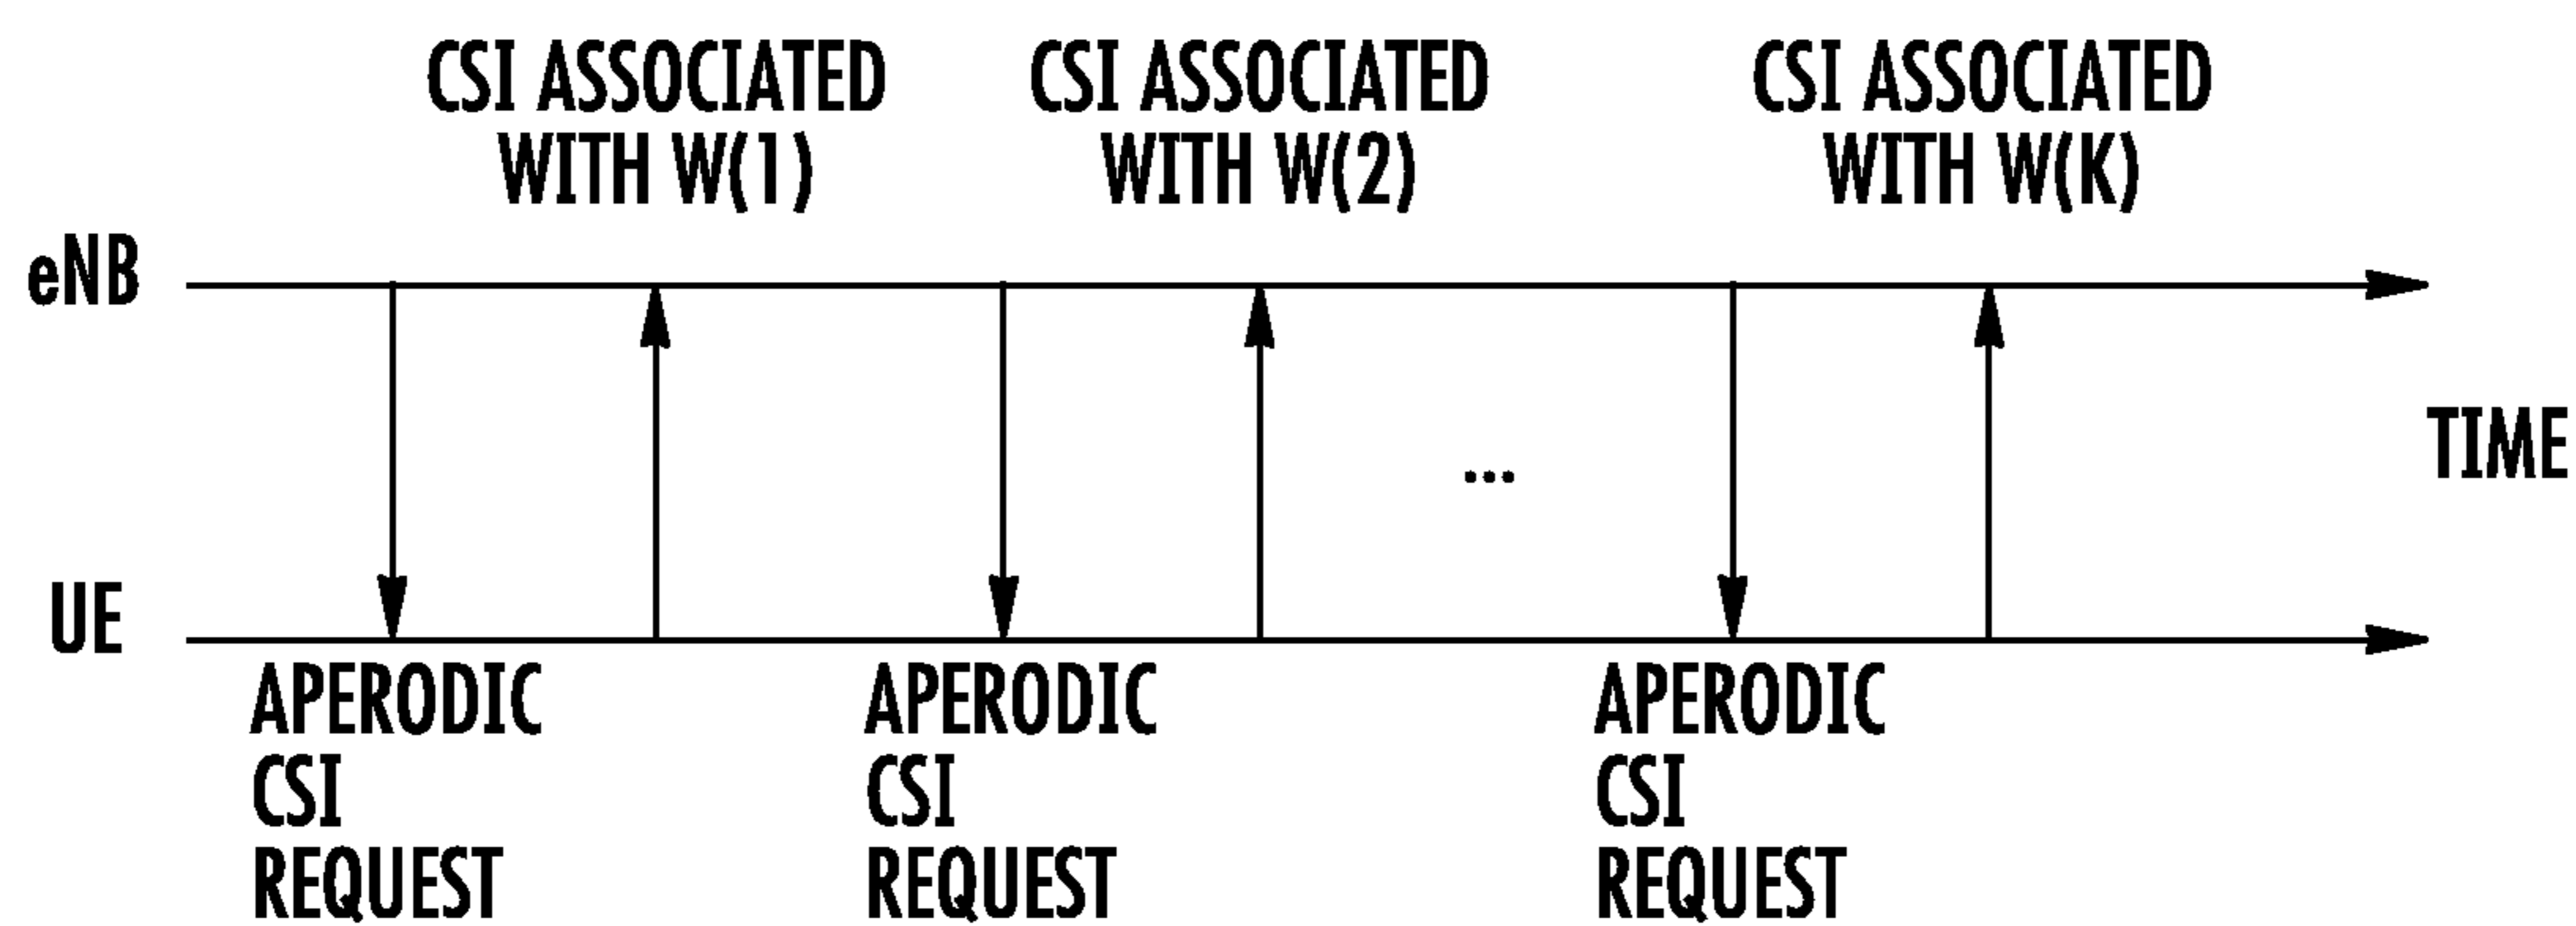 CSI ASSOCIATED
WITH W(1)
CSI ASSOCIATED
WITH W(2)
CSI ASSOCIATED
WITH W(K)
eNB
...
TIME
UE
APERODIC
CSI
REQUEST
APERODIC
CSI
REQUEST
APERODIC
CSI
REQUEST